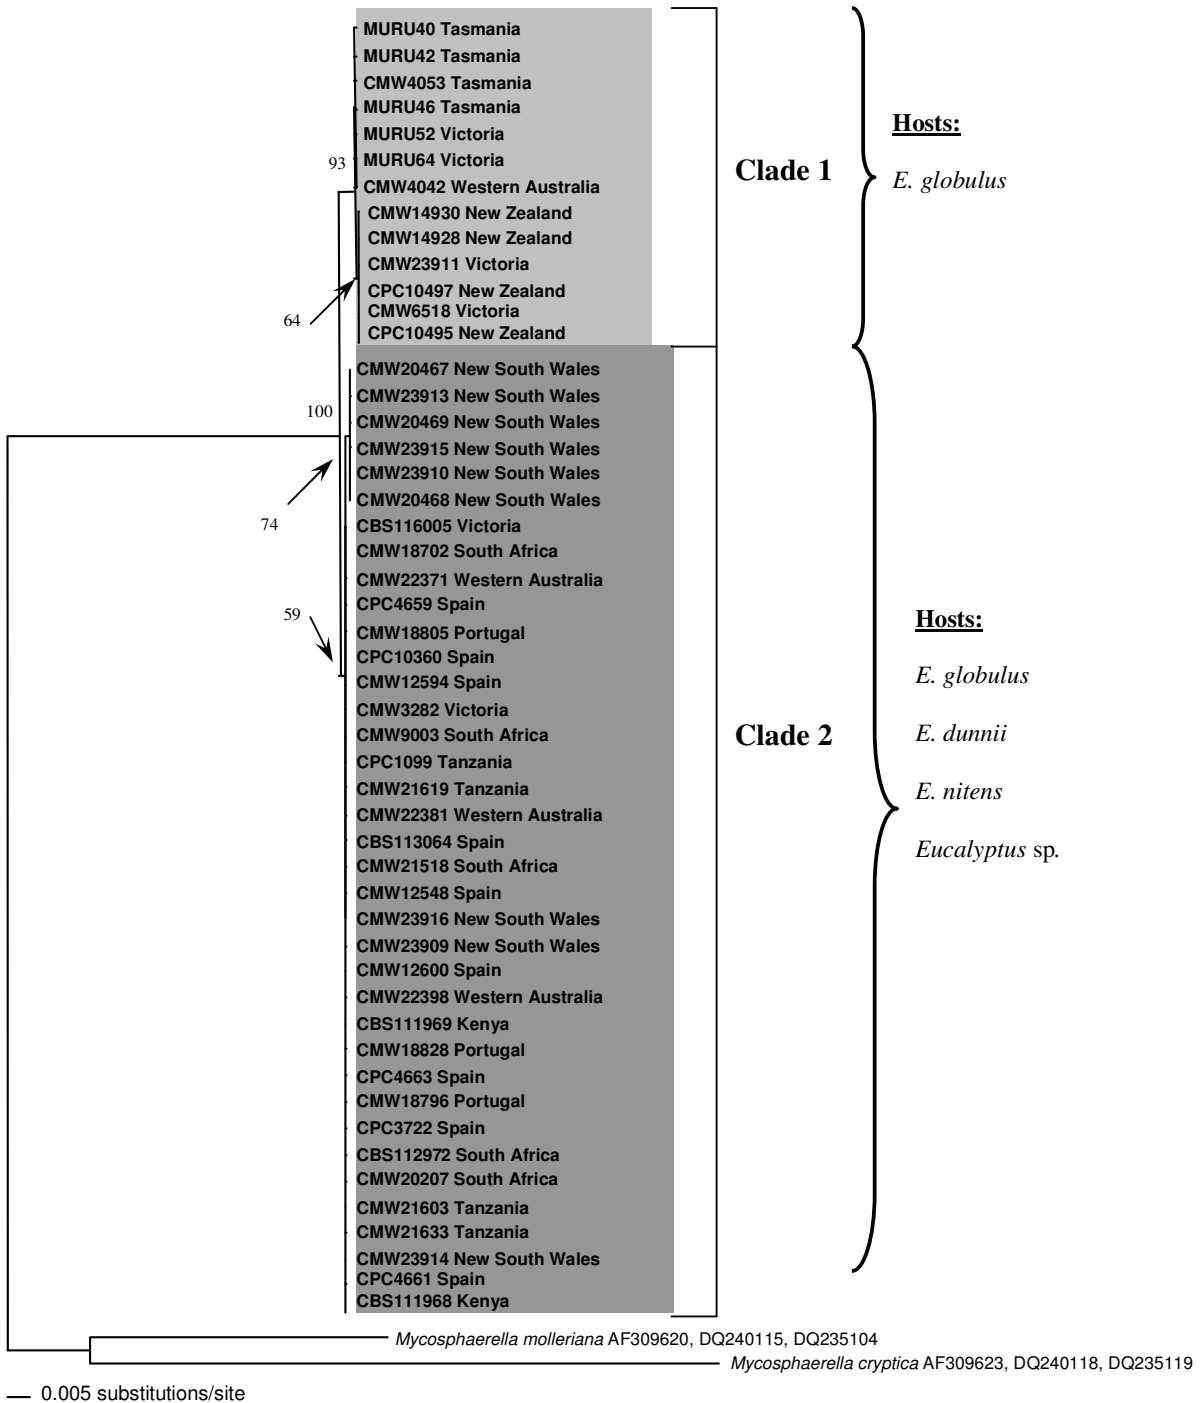 MURU40 Tasmania
MURU42 Tasmania
CMW4053 Tasmania
MURU46 Tasmania
MURU52 Victoria
MURU64 Victoria
CMW4042 Western Australia
CMW14930 New Zealand
CMW14928 New Zealand
CMW23911 Victoria
CPC10497 New Zealand
CMW6518 Victoria
CPC10495 New Zealand
93
64
Clade 1
Hosts:
E. globulus
CMW20467 New South Wales
CMW23913 New South Wales
CMW20469 New South Wales
CMW23915 New South Wales
CMW23910 New South Wales
CMW20468 New South Wales
CBS116005 Victoria
CMW18702 South Africa
CMW22371 Western Australia
CPC4659 Spain
CMW18805 Portugal
CPC10360 Spain
CMW12594 Spain
CMW3282 Victoria
CMW9003 South Africa
CPC1099 Tanzania
CMW21619 Tanzania
CMW22381 Western Australia
CBS113064 Spain
CMW21518 South Africa
CMW12548 Spain
CMW23916 New South Wales
CMW23909 New South Wales
CMW12600 Spain
CMW22398 Western Australia
CBS111969 Kenya
CMW18828 Portugal
CPC4663 Spain
CMW18796 Portugal
CPC3722 Spain
CBS112972 South Africa
CMW20207 South Africa
CMW21603 Tanzania
CMW21633 Tanzania
CMW23914 New South Wales
CPC4661 Spain
CBS111968 Kenya
100
74
59
Clade 2
Hosts:
E. globulus
E. dunnii
E. nitens
Eucalyptus sp.
Mycosphaerella molleriana AF309620, DQ240115, DQ235104
Mycosphaerella cryptica AF309623, DQ240118, DQ235119
0.005 substitutions/site